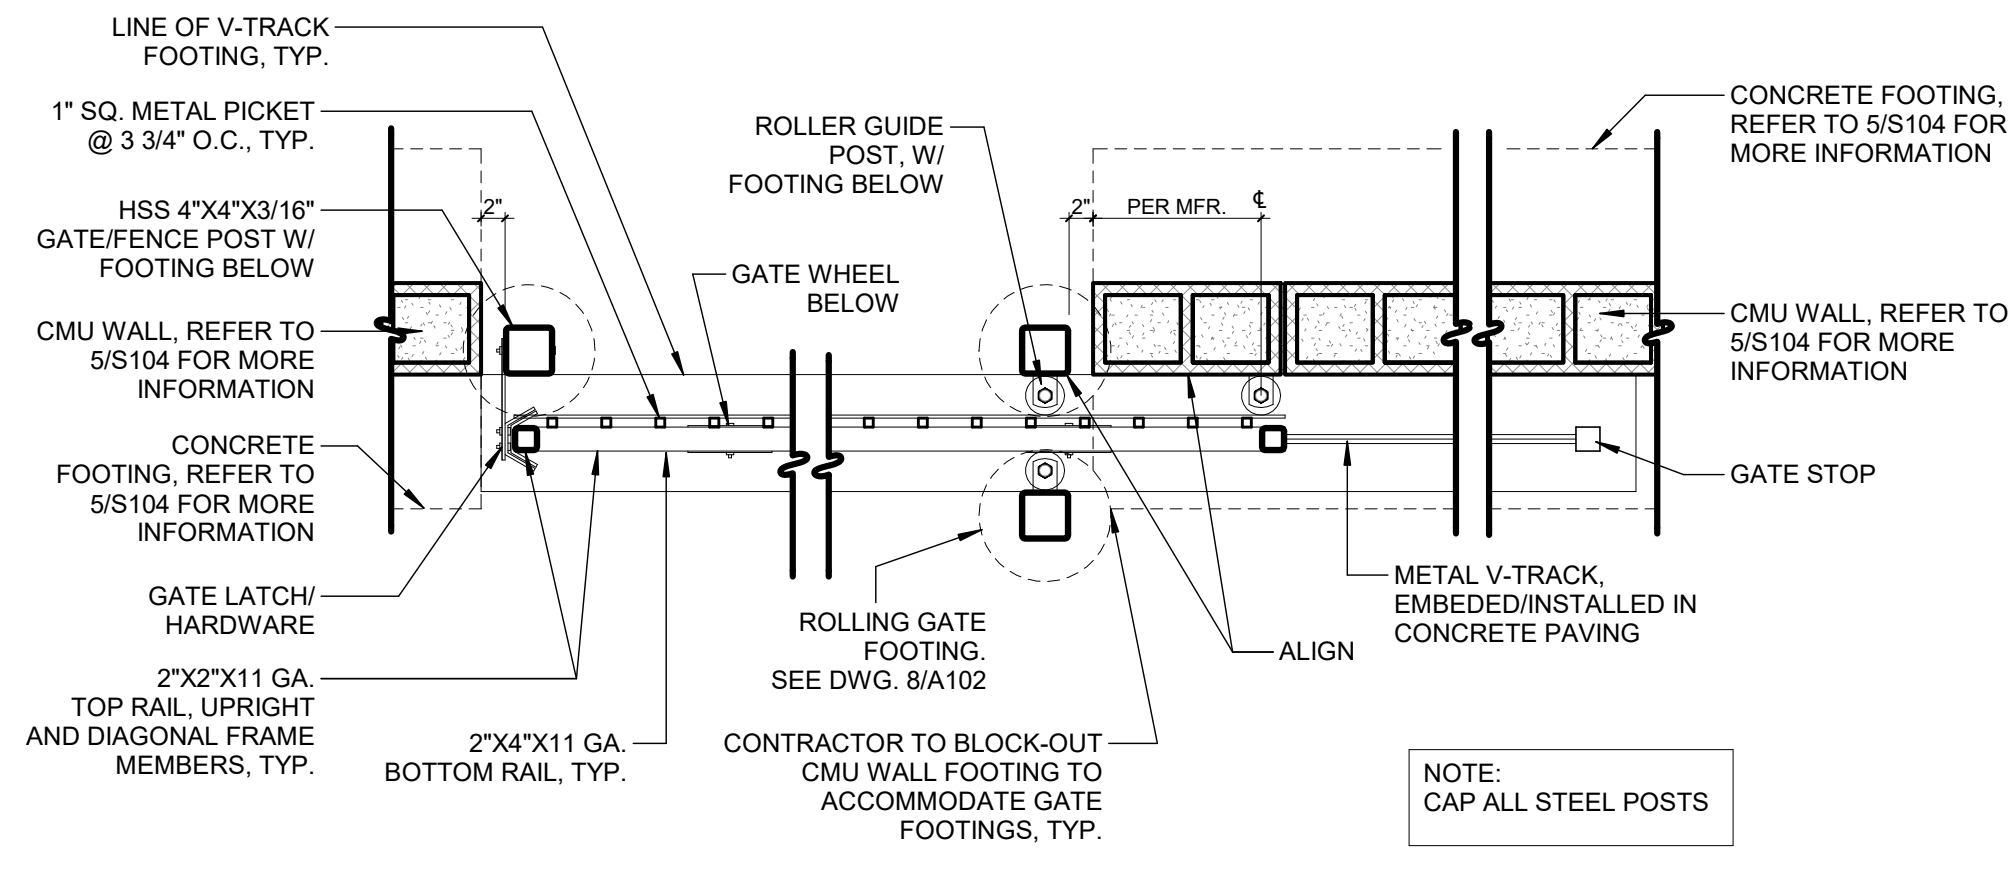 LINE OF V-TRACK
FOOTING, TYP.
1" SQ. METAL PICKET
@ 3 3/4" O.C., TYP.
HSS 4"X4"X3/16"
GATE/FENCE POST W/
FOOTING BELOW
CMU WALL, REFER TO
5/S104 FOR MORE
INFORMATION
CONCRETE
FOOTING, REFER TO
5/S104 FOR MORE
INFORMATION
GATE LATCH/
HARDWARE
2"X2"X11 GA.
TOP RAIL, UPRIGHT
AND DIAGONAL FRAME
MEMBERS, TYP.
2"X4"X11 GA.
BOTTOM RAIL, TYP.
2"
ROLLER GUIDE
POST, W/
FOOTING BELOW
GATE WHEEL
BELOW
2"
PER MFR.
℄
ROLLING GATE
FOOTING.
SEE DWG. 8/A102
CONTRACTOR TO BLOCK-OUT
CMU WALL FOOTING TO
ACCOMMODATE GATE
FOOTINGS, TYP.
ALIGN
CONCRETE FOOTING,
REFER TO 5/S104 FOR
MORE INFORMATION
CMU WALL, REFER TO
5/S104 FOR MORE
INFORMATION
GATE STOP
METAL V-TRACK,
EMBEDED/INSTALLED IN
CONCRETE PAVING
NOTE:
CAP ALL STEEL POSTS